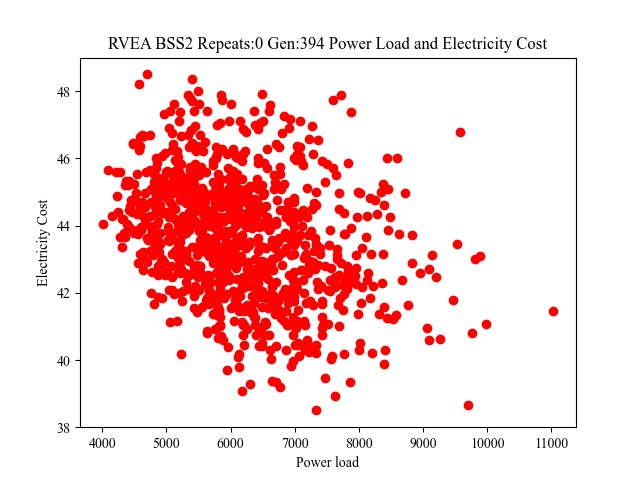 RVEA BSS2 Repeats:0 Gen:394 Power Load and Electricity Cost
48
46
44
42
40
38
Electricity Cost
4000 5000 6000 7000 8000 9000 10000 11000
Power load